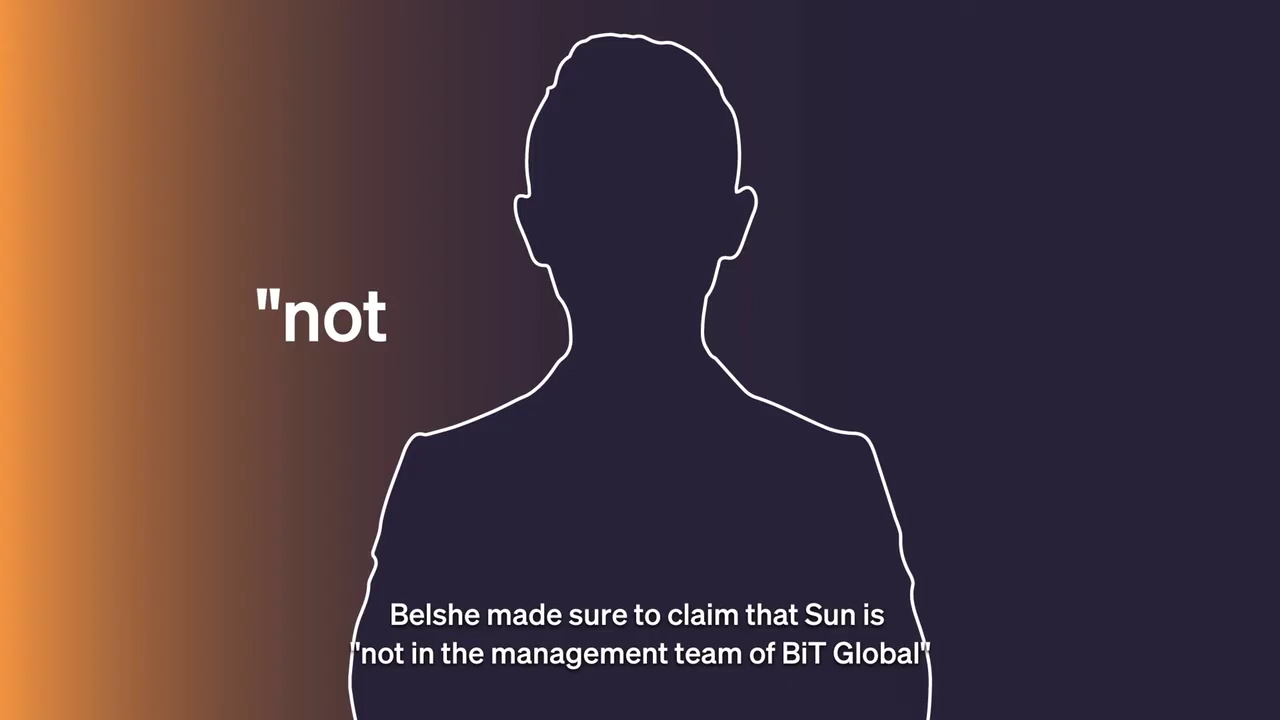 "not
Belshe made sure to claim that Sun is
"not in the management team of BiT Global"